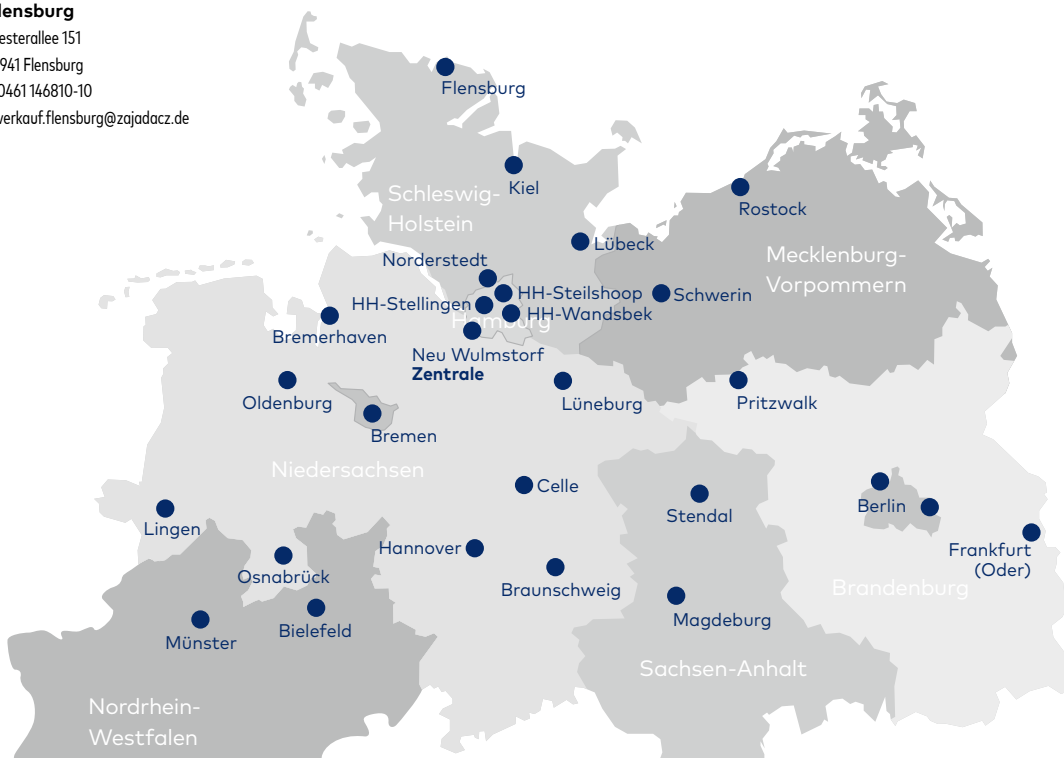 lensburg
esterallee 151
941 Flensburg
0461 146810-10
verkauf.flensburg@zajadacz.de
Flensburg
Kiel
Schleswig-
Holstein
Rostock
Lübeck
Mecklenburg-
Vorpommern
Norderstedt
HH-Steilshoop
Schwerin
HH-Stellingen
HH-Wandsbek
Hamburg
Bremerhaven
Neu Wulmstorf
Zentrale
Oldenburg
Lüneburg
Pritzwalk
Bremen
Niedersachsen
Celle
Stendal
Berlin
Lingen
Hannover
Frankfurt
(Oder)
Osnabrück
Braunschweig
Brandenburg
Bielefeld
Münster
Magdeburg
Sachsen-Anhalt
Nordrhein-
Westfalen